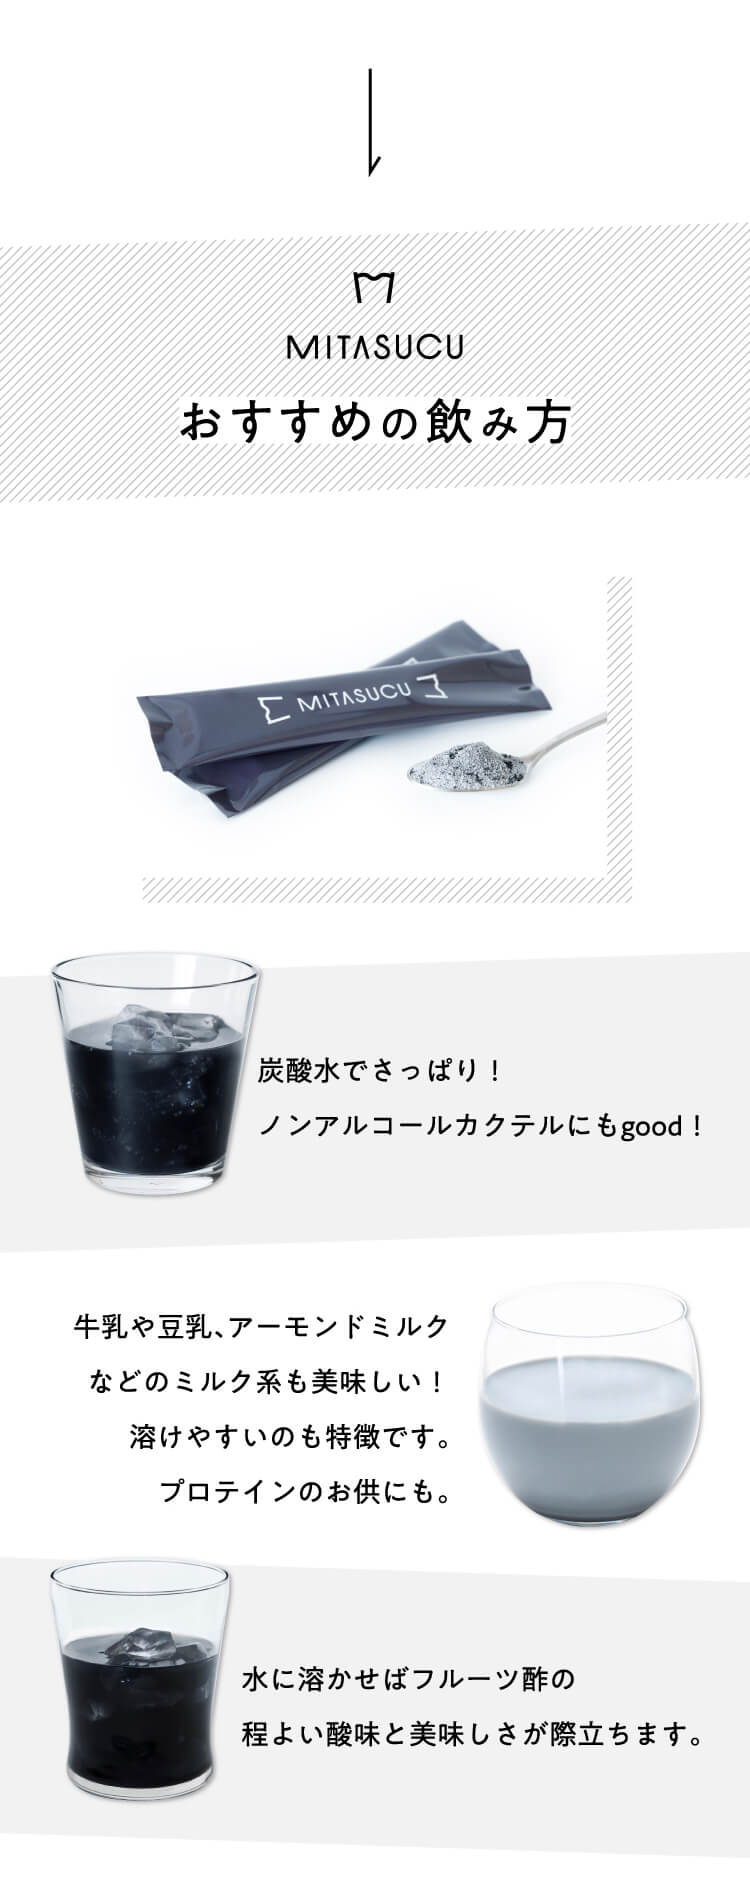 MITASUCU
おすすめの飲み方
MITASUCU
炭酸水でさっぱり！
ノンアルコールカクテルにもgood！
牛乳や豆乳、アーモンドミルク
などのミルク系も美味しい！
溶けやすいのも特徴です。
プロテインのお供にも。
水に溶かせばフルーツ酢の
程よい酸味と美味しさが際立ちます。